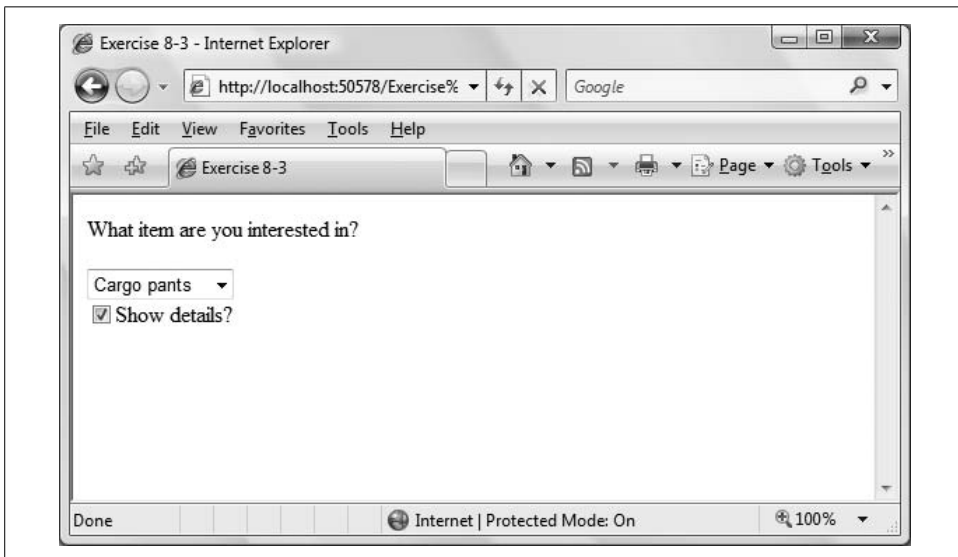 Exercise 8-3 - Internet Explorer
http://localhost:50578/Exercise% Google
File Edit View Favorites Tools Help
Exercise 8-3 Page Tools »
What item are you interested in?
Cargo pants
Show details?
Done Internet | Protected Mode: On 100%